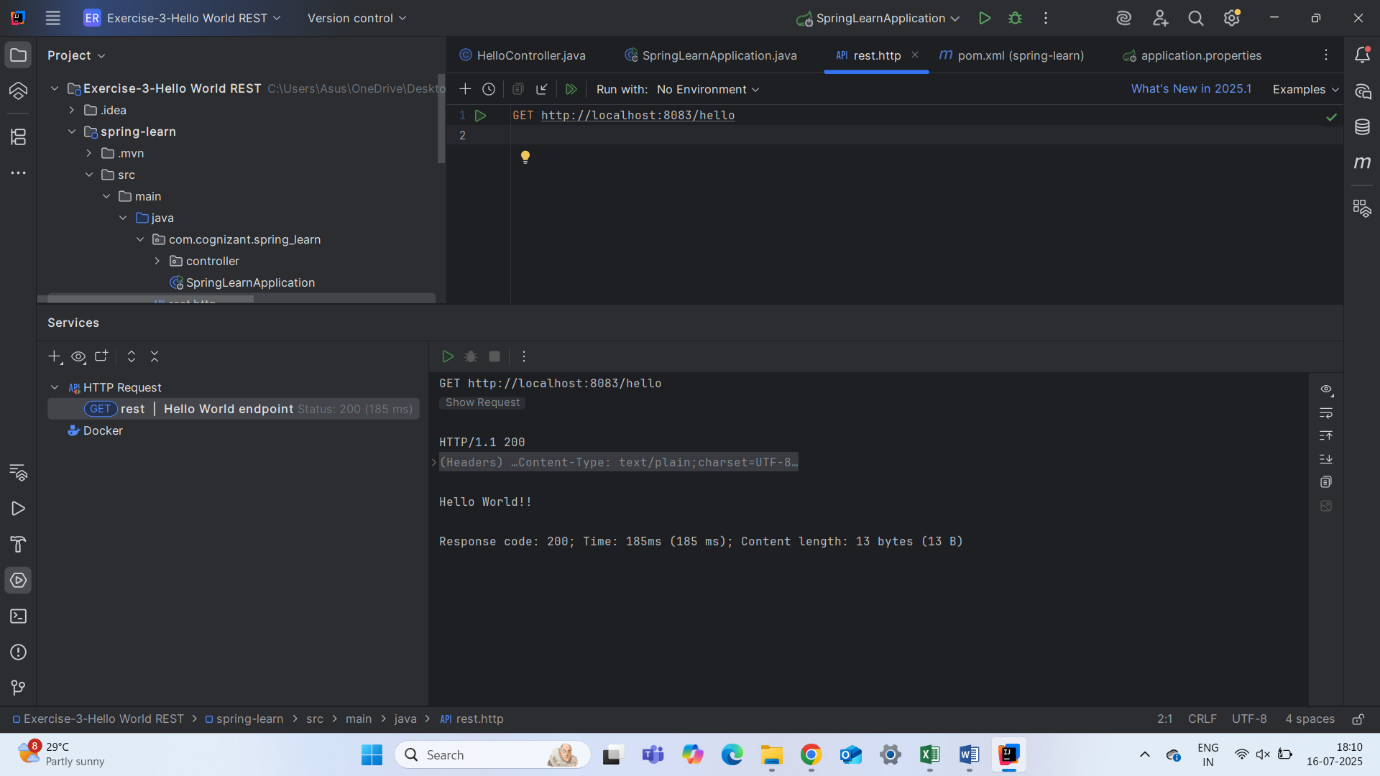 ER Exercise-3-Hello World REST Version control SpringLearnApplication
Project
HelloController.java SpringLearnApplication.java API rest.http m pom.xml (spring-learn) application.properties
Exercise-3-Hello World REST C:\Users\Asus\OneDrive\Deskto
Run with: No Environment What's New in 2025.1 Examples
.idea
1 GET http://localhost:8083/hello
spring-learn
2
.mvn
src
main
java
com.cognizant.spring_learn
controller
SpringLearnApplication
rest.http
Services
HTTP Request
GET rest | Hello World endpoint Status: 200 (185 ms)
Docker
GET http://localhost:8083/hello
Show Request
HTTP/1.1 200
(Headers) …Content-Type: text/plain;charset=UTF-8…
Hello World!!
Response code: 200; Time: 185ms (185 ms); Content length: 13 bytes (13 B)
Exercise-3-Hello World REST > spring-learn > src > main > java > API rest.http 2:1 CRLF UTF-8 4 spaces
8 29°C
Partly sunny
Search
ENG
IN
18:10
16-07-2025